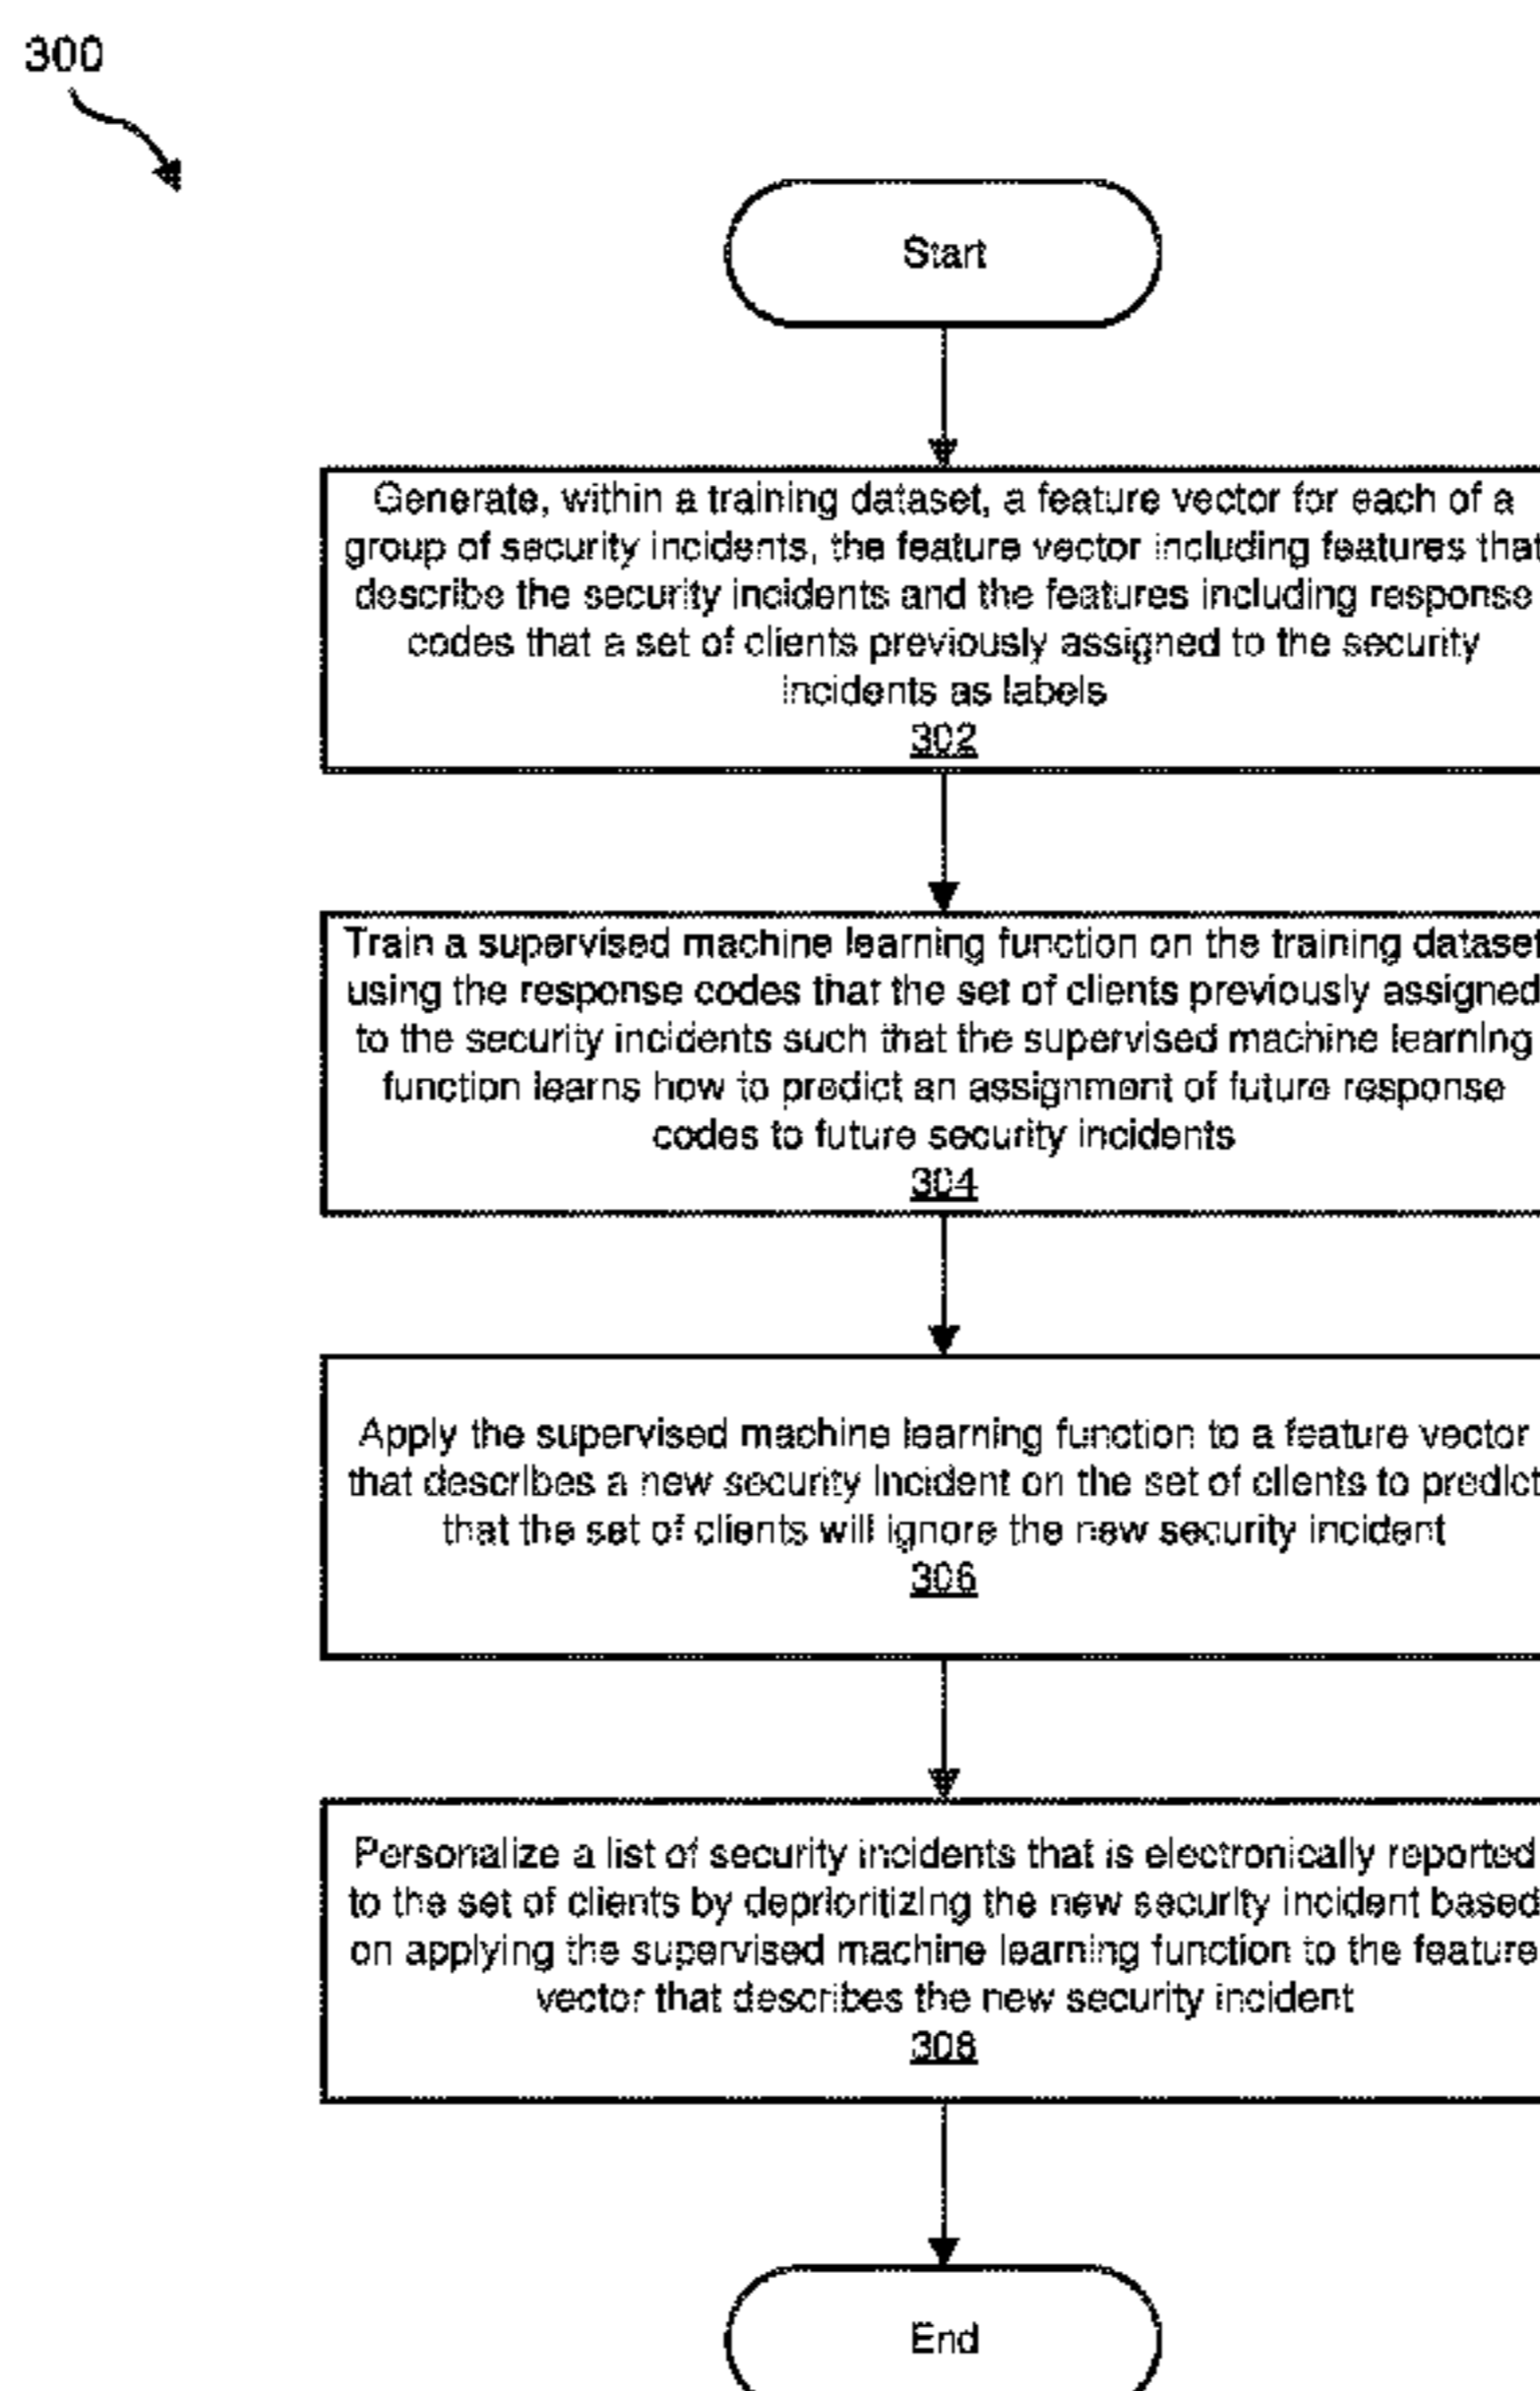 300
Start
Generate, within a training dataset, a feature vector for each of a
group of security incidents, the feature vector including features that
describe the security incidents and the features including response
codes that a set of clients previously assigned to the security
incidents as labels
302
Train a supervised machine learning function on the training dataset
using the response codes that the set of clients previously assigned
to the security incidents such that the supervised machine learning
function learns how to predict an assignment of future response
codes to future security incidents
304
Apply the supervised machine learning function to a feature vector
that describes a new security incident on the set of clients to predict
that the set of clients will ignore the new security incident
306
Personalize a list of security incidents that is electronically reported
to the set of clients by deprioritizing the new security incident based
on applying the supervised machine learning function to the feature
vector that describes the new security incident
308
End